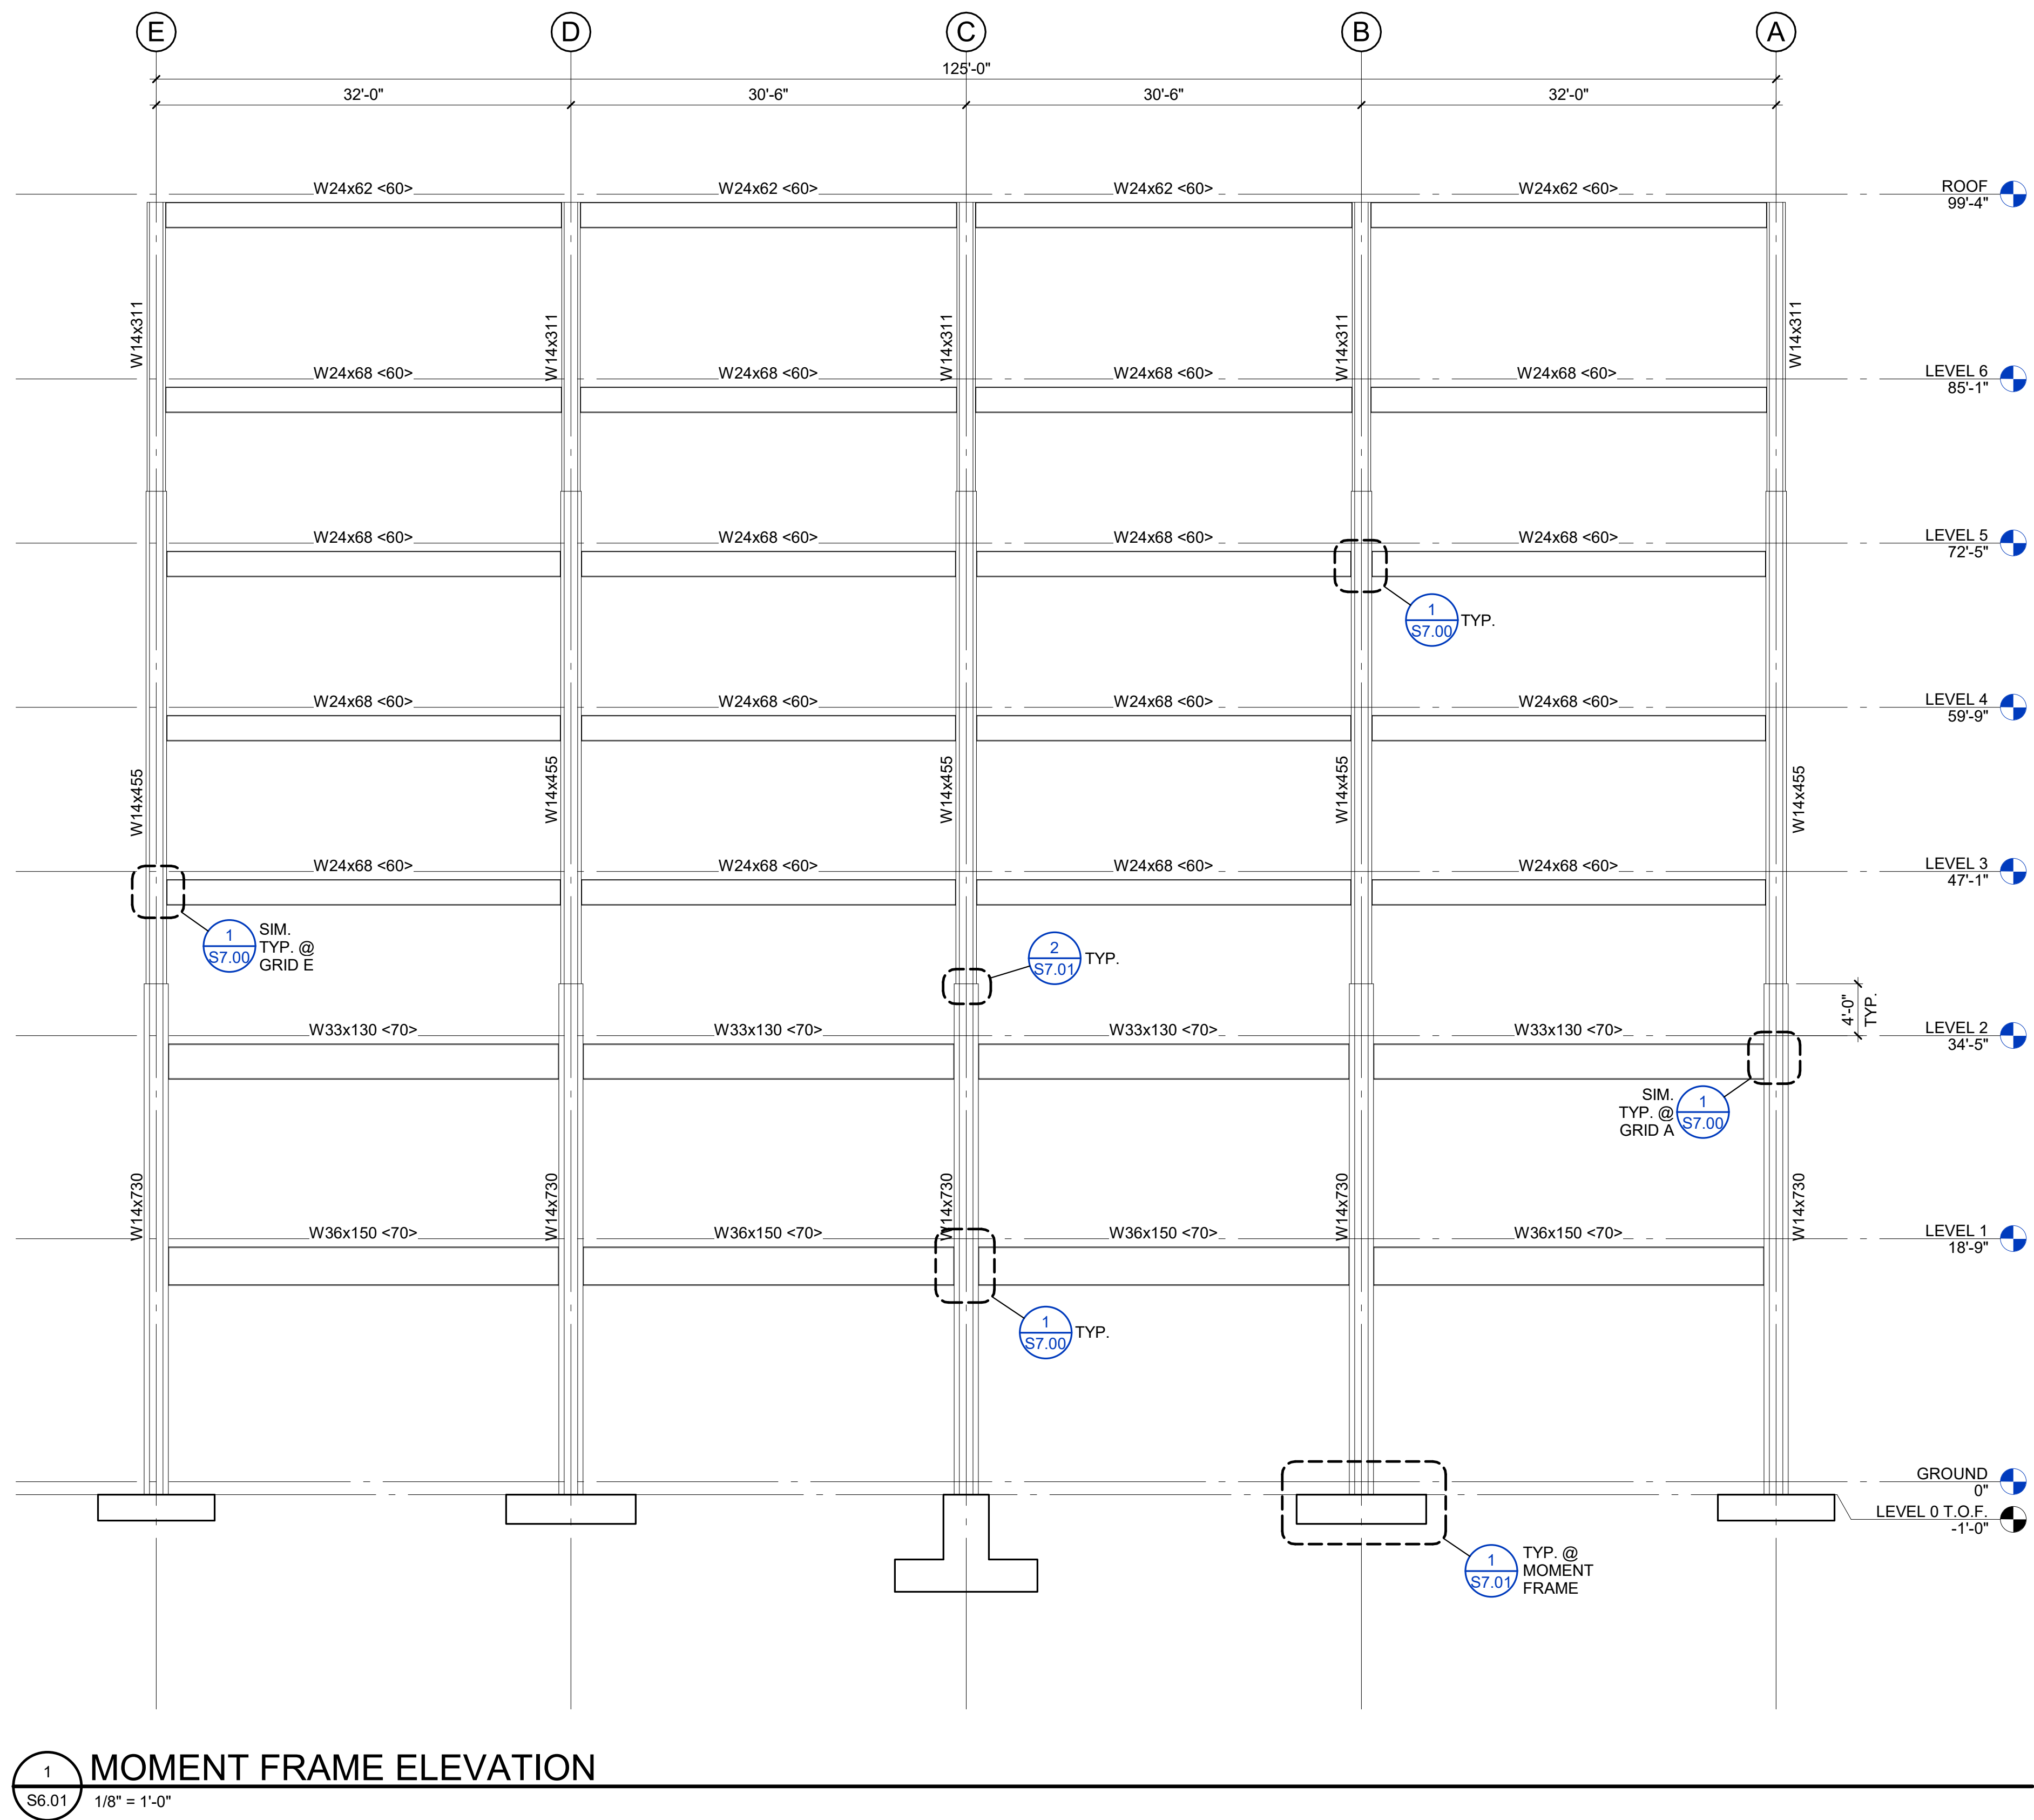 E
D
C
B
A
125'-0"
32'-0"
30'-6"
30'-6"
32'-0"
W24x62 <60>
W24x62 <60>
W24x62 <60>
W24x62 <60>
ROOF
99'-4"
W14x311
W14x311
W14x311
W14x311
W14x311
W24x68 <60>
W24x68 <60>
W24x68 <60>
W24x68 <60>
LEVEL 6
85'-1"
W24x68 <60>
W24x68 <60>
W24x68 <60>
W24x68 <60>
LEVEL 5
72'-5"
1
S7.00
TYP.
W24x68 <60>
W24x68 <60>
W24x68 <60>
W24x68 <60>
LEVEL 4
59'-9"
W14x455
W14x455
W14x455
W14x455
W14x455
W24x68 <60>
W24x68 <60>
W24x68 <60>
W24x68 <60>
LEVEL 3
47'-1"
1
S7.00
SIM.
TYP. @
GRID E
2
S7.01
TYP.
4'-0"
TYP.
W33x130 <70>
W33x130 <70>
W33x130 <70>
W33x130 <70>
LEVEL 2
34'-5"
SIM.
TYP. @
GRID A
1
S7.00
W14x730
W14x730
W14x730
W14x730
W14x730
W36x150 <70>
W36x150 <70>
W36x150 <70>
W36x150 <70>
LEVEL 1
18'-9"
1
S7.00
TYP.
GROUND
0"
LEVEL 0 T.O.F.
-1'-0"
1
S7.01
TYP. @
MOMENT
FRAME
1
S6.01
MOMENT FRAME ELEVATION
1/8" = 1'-0"